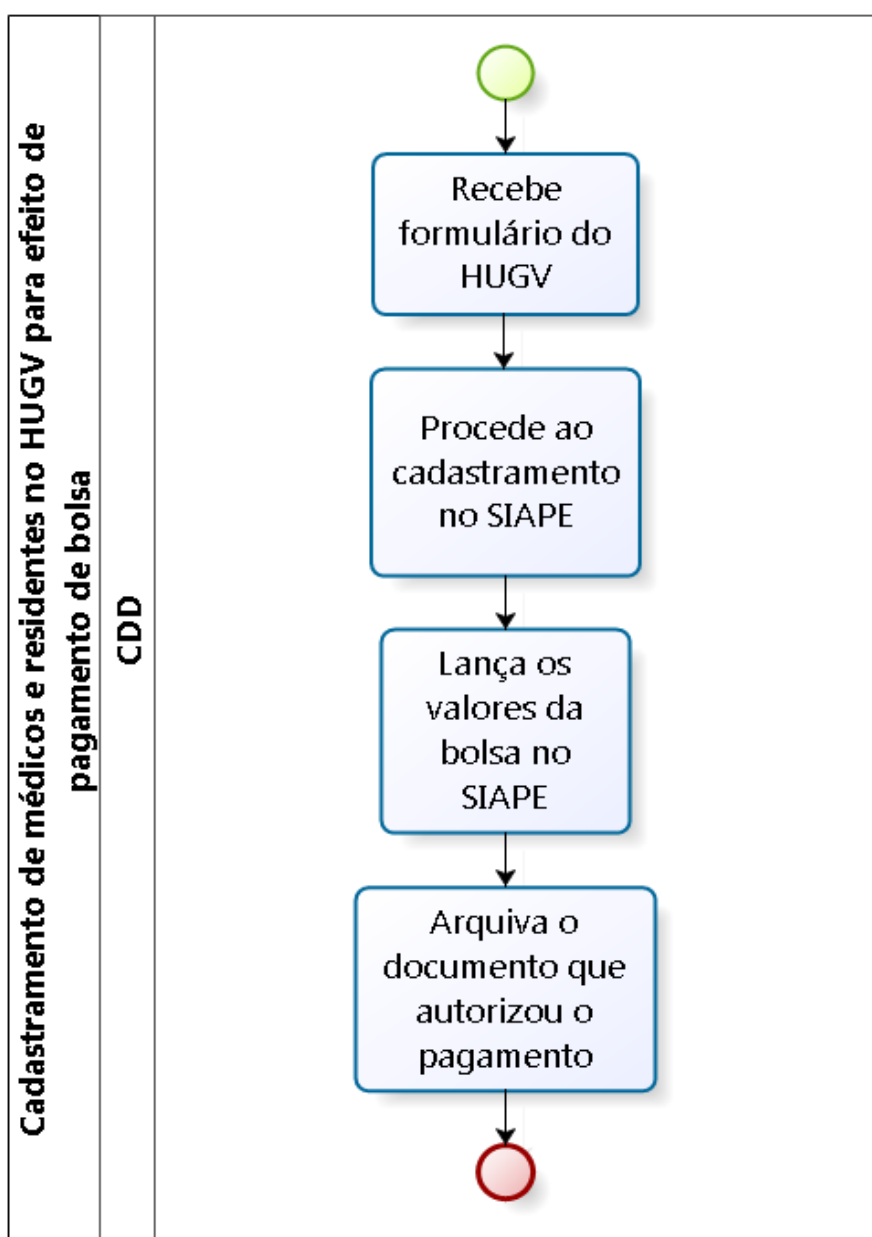 Cadastramento de médicos e residentes no HUGV para efeito de
pagamento de bolsa
CDD
Recebe
formulário do
HUGV
Procede ao
cadastramento
no SIAPE
Lança os
valores da
bolsa no
SIAPE
Arquiva o
documento que
autorizou o
pagamento